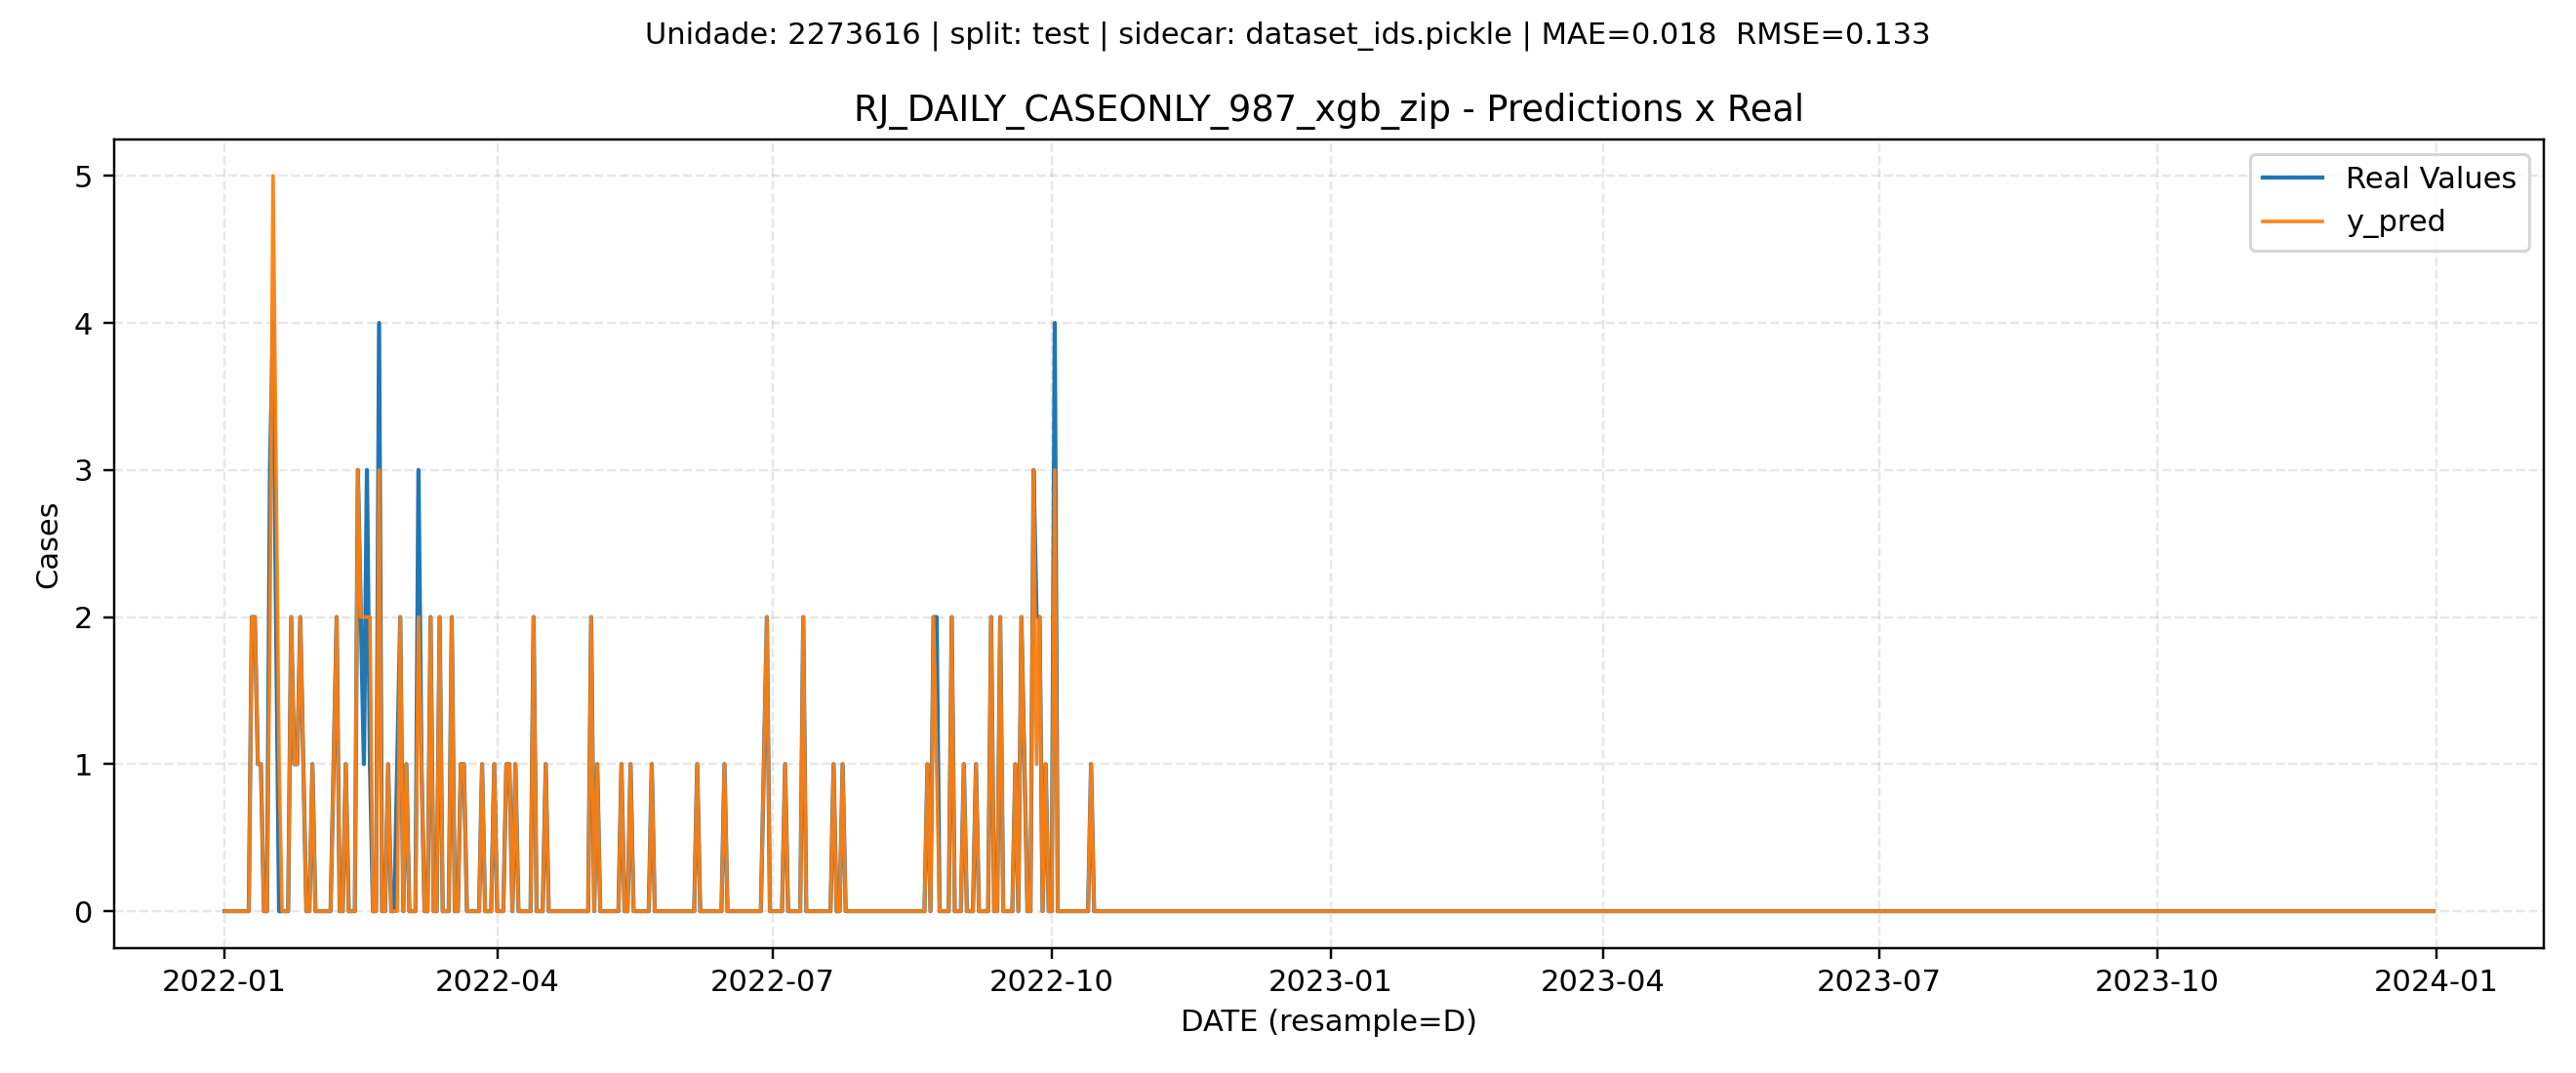 Unidade: 2273616 | split: test | sidecar: dataset_ids.pickle | MAE=0.018  RMSE=0.133
RJ_DAILY_CASEONLY_987_xgb_zip - Predictions x Real
Real Values
y_pred
5
4
3
2
1
0
Cases
2022-01
2022-04
2022-07
2022-10
2023-01
2023-04
2023-07
2023-10
2024-01
DATE (resample=D)